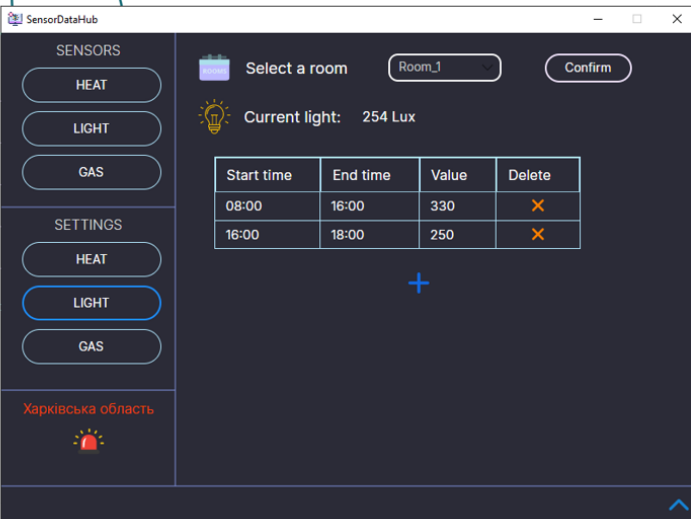 SensorDataHub
SENSORS
HEAT
LIGHT
GAS
SETTINGS
HEAT
LIGHT
GAS
Харківська область
ROOMS
Select a room
Room_1
Confirm
Current light: 254 Lux
Start time End time Value Delete
08:00 16:00 330
16:00 18:00 250